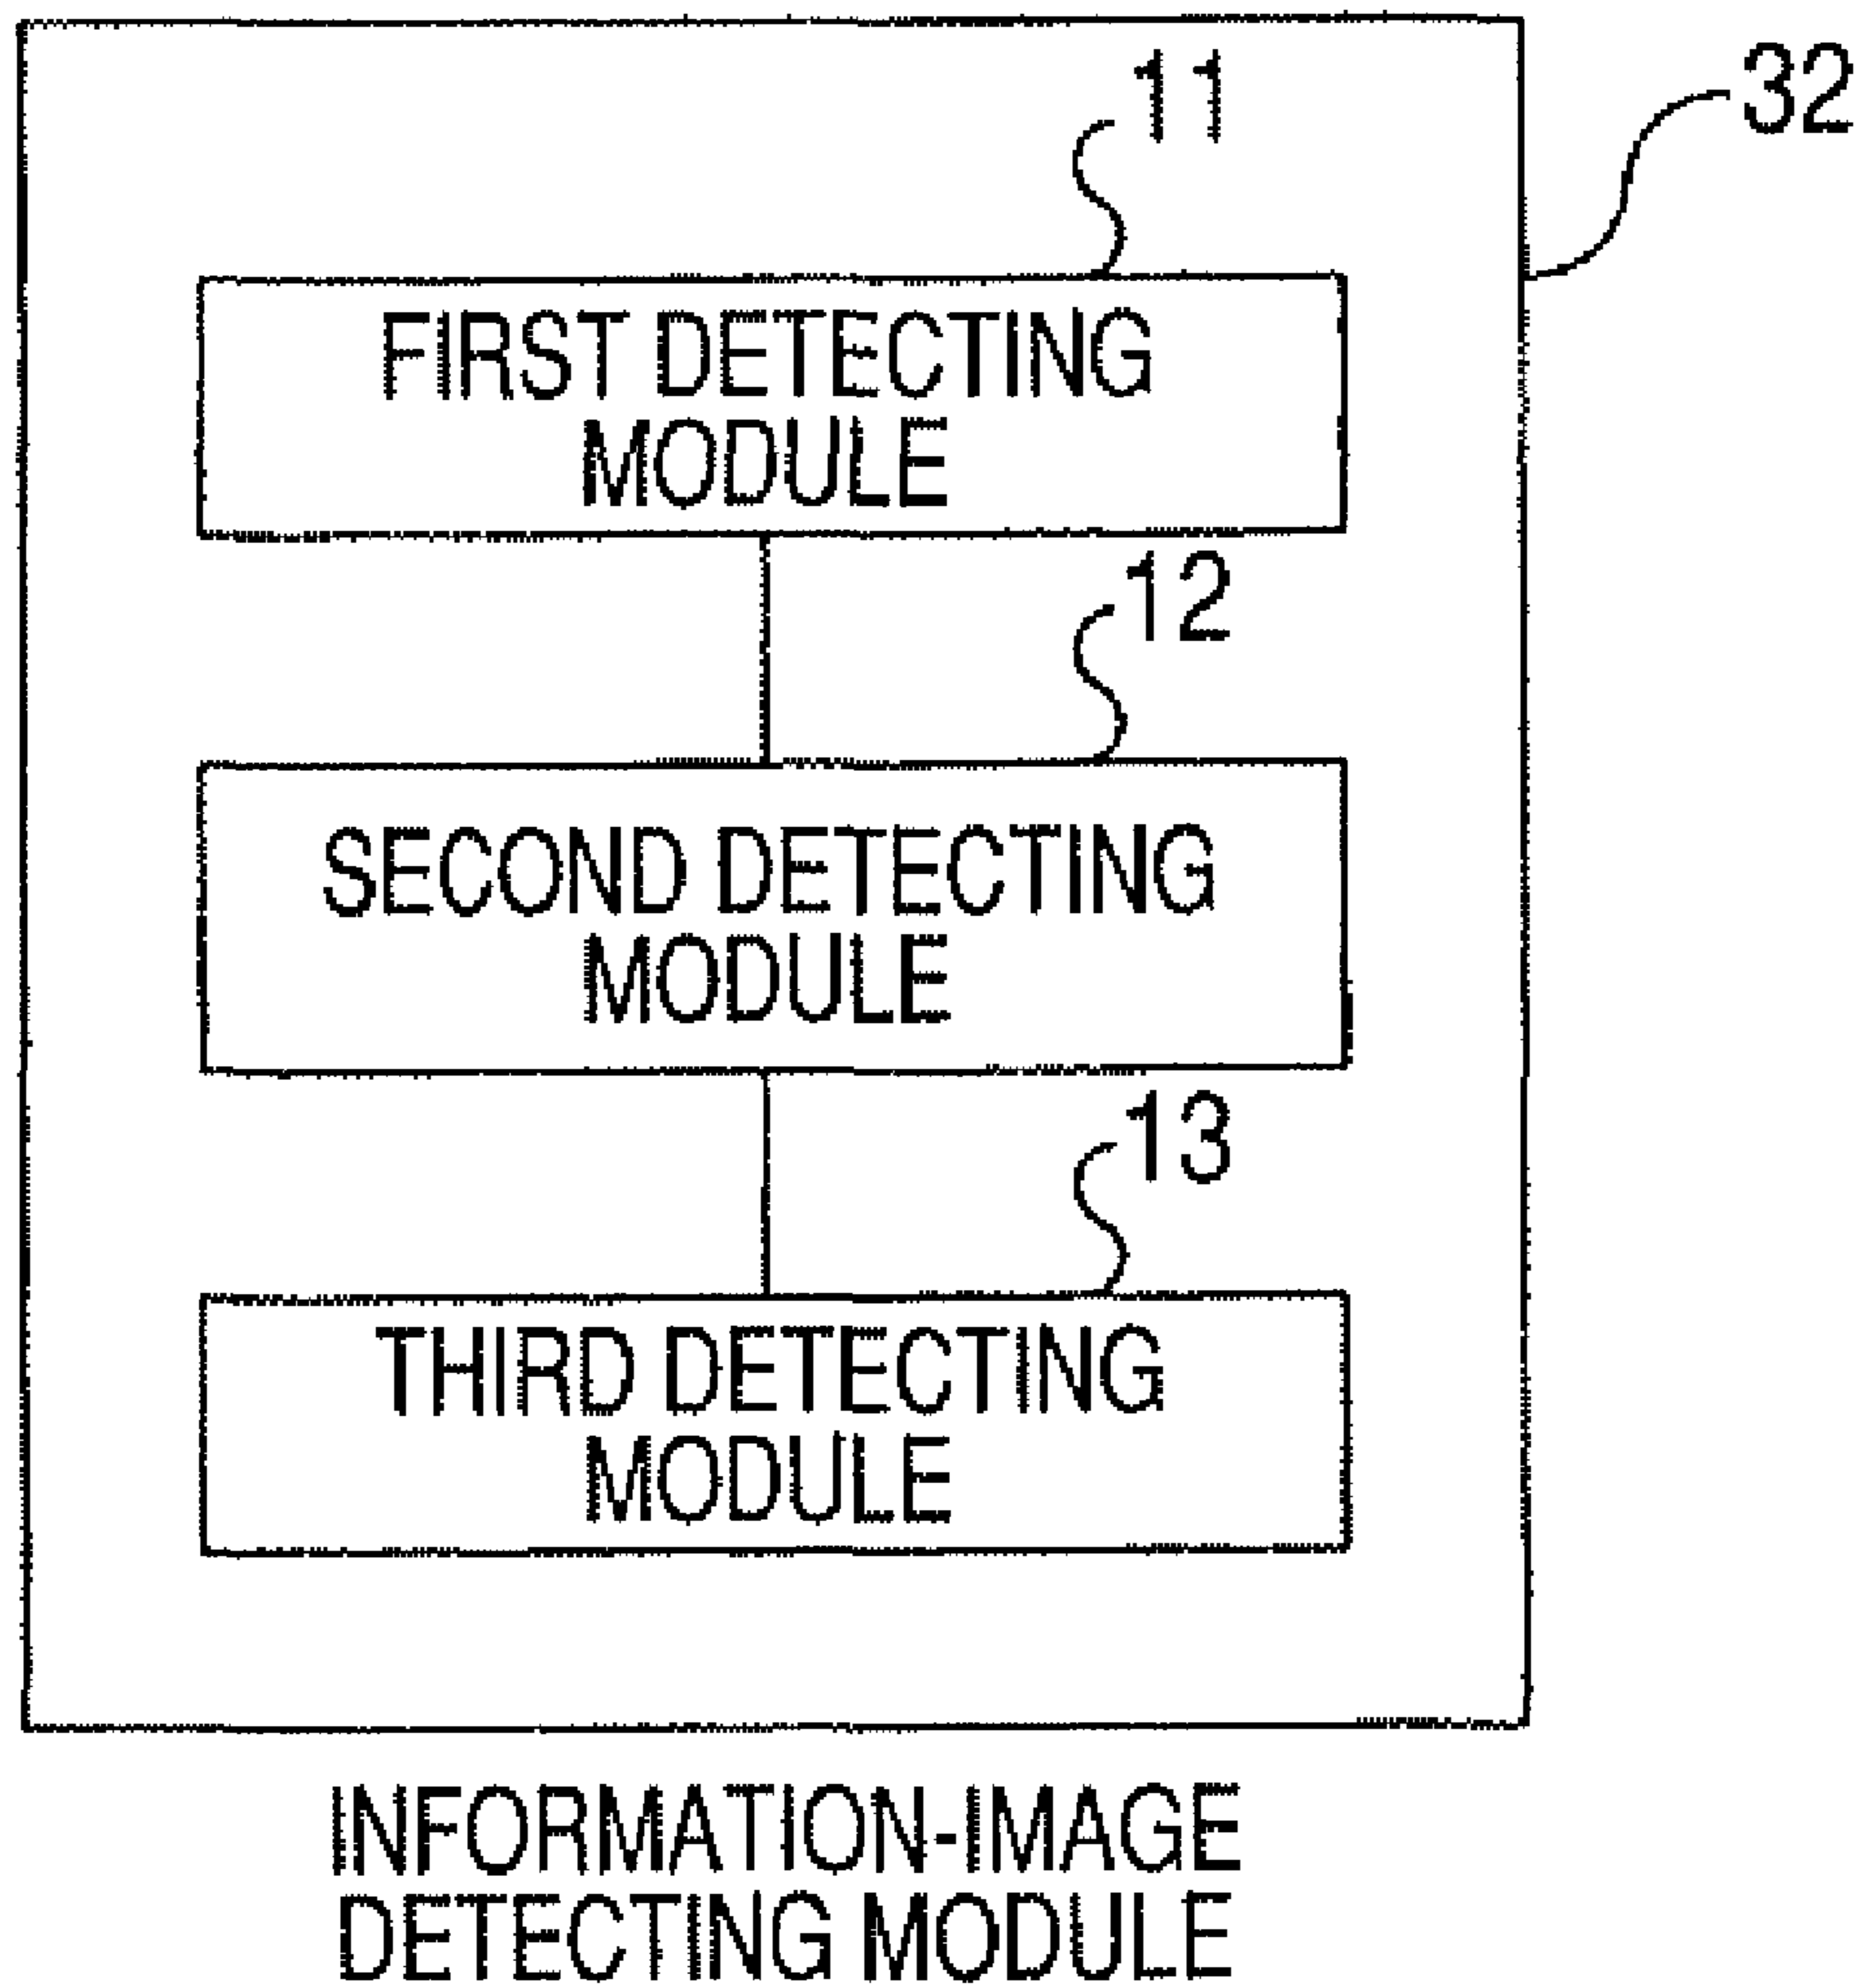 11
32
FIRST DETECTING
MODULE
12
SECOND DETECTING
MODULE
13
THIRD DETECTING
MODULE
INFORMATION-IMAGE
DETECTING MODULE